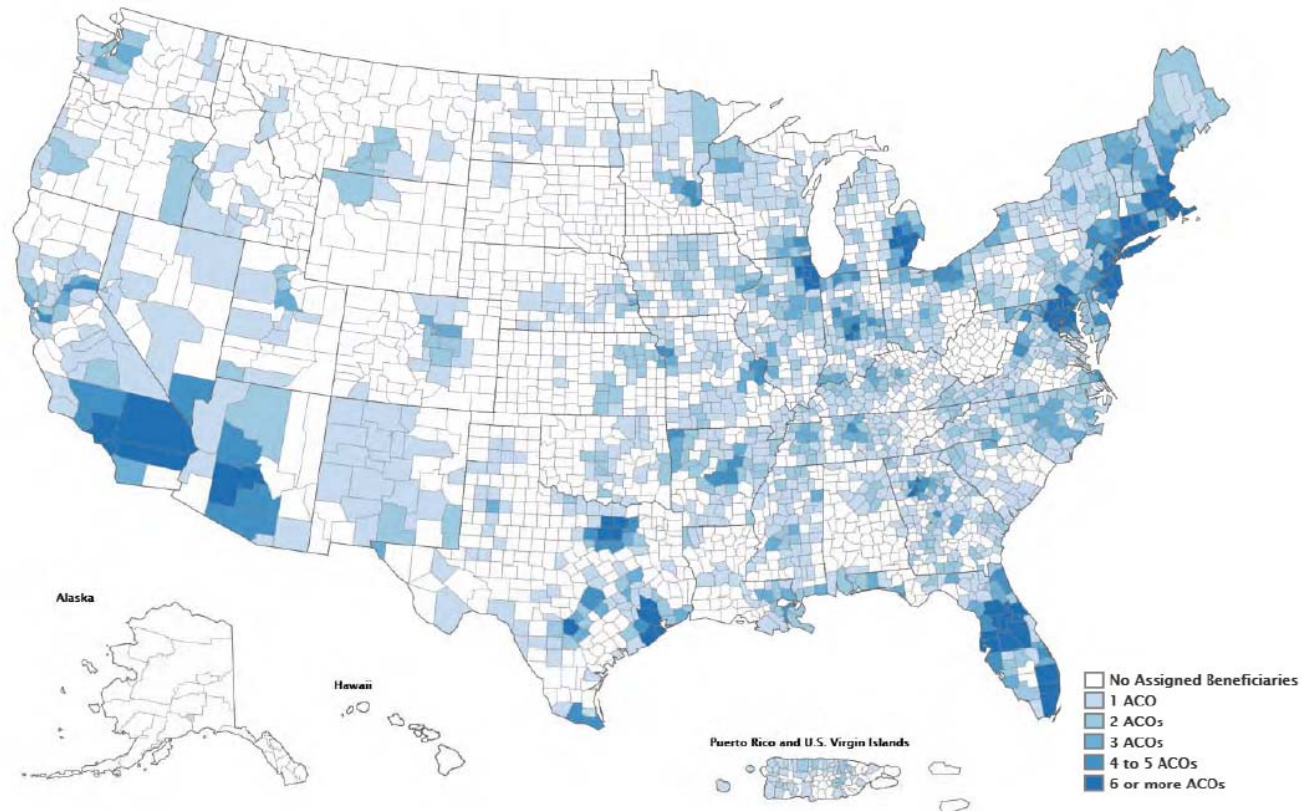 Alaska
Hawaii
Puerto Rico and U.S. Virgin Islands
No Assigned Beneficiaries
1 ACO
2 ACOs
3 ACOs
4 to 5 ACOs
6 or more ACOs